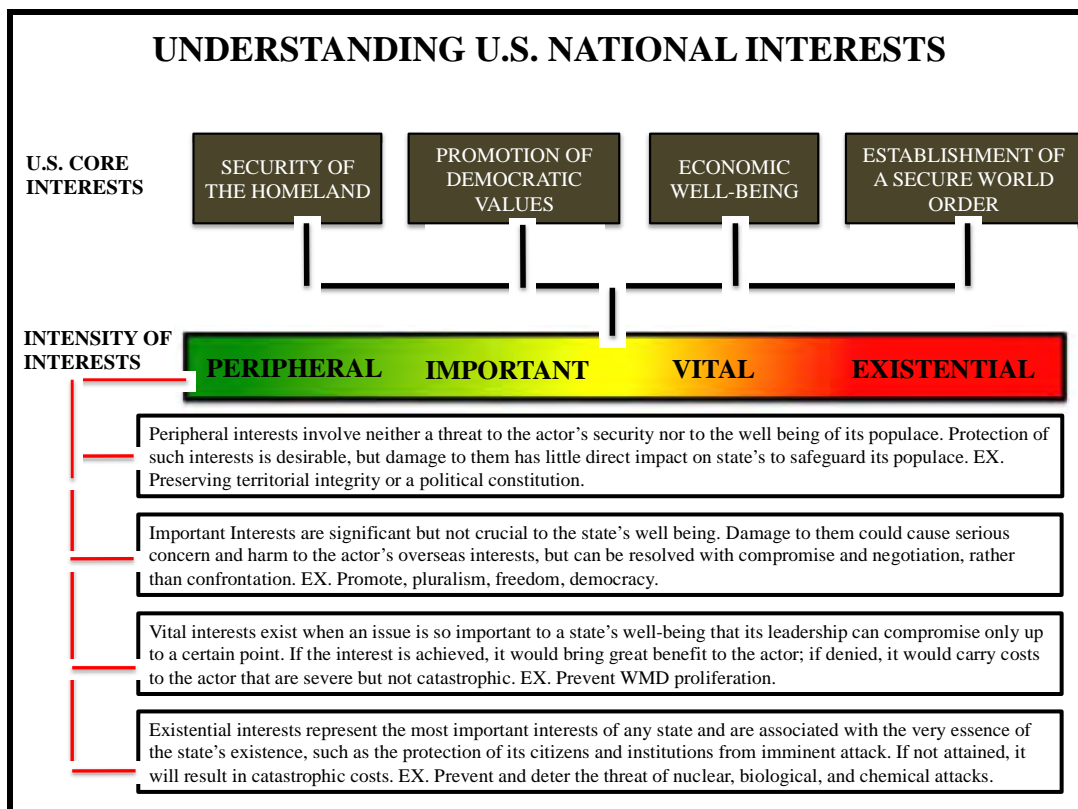 UNDERSTANDING U.S. NATIONAL INTERESTS
U.S. CORE
INTERESTS
SECURITY OF
THE HOMELAND
PROMOTION OF
DEMOCRATIC
VALUES
ECONOMIC
WELL-BEING
ESTABLISHMENT OF
A SECURE WORLD
ORDER
INTENSITY OF
INTERESTS
PERIPHERAL
IMPORTANT
VITAL
EXISTENTIAL
Peripheral interests involve neither a threat to the actor’s security nor to the well being of its populace. Protection of
such interests is desirable, but damage to them has little direct impact on state’s to safeguard its populace. EX.
Preserving territorial integrity or a political constitution.
Important Interests are significant but not crucial to the state’s well being. Damage to them could cause serious
concern and harm to the actor’s overseas interests, but can be resolved with compromise and negotiation, rather
than confrontation. EX. Promote, pluralism, freedom, democracy.
Vital interests exist when an issue is so important to a state’s well-being that its leadership can compromise only up
to a certain point. If the interest is achieved, it would bring great benefit to the actor; if denied, it would carry costs
to the actor that are severe but not catastrophic. EX. Prevent WMD proliferation.
Existential interests represent the most important interests of any state and are associated with the very essence of
the state’s existence, such as the protection of its citizens and institutions from imminent attack. If not attained, it
will result in catastrophic costs. EX. Prevent and deter the threat of nuclear, biological, and chemical attacks.